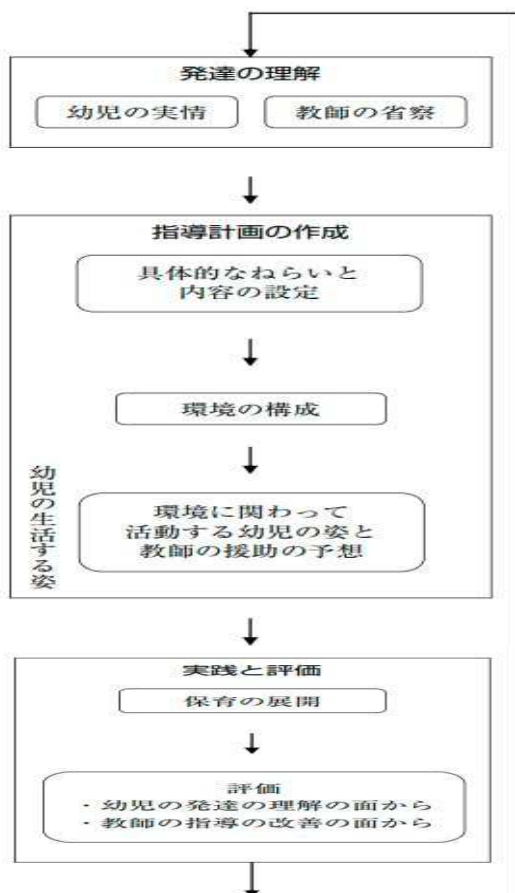 発達の理解
幼児の実情
教師の省察
指導計画の作成
具体的なねらいと
内容の設定
環境の構成
幼児の生活する姿
環境に関わって
活動する幼児の姿と
教師の援助の予想
実践と評価
保育の展開
評価
・幼児の発達の理解の面から
・教師の指導の改善の面から